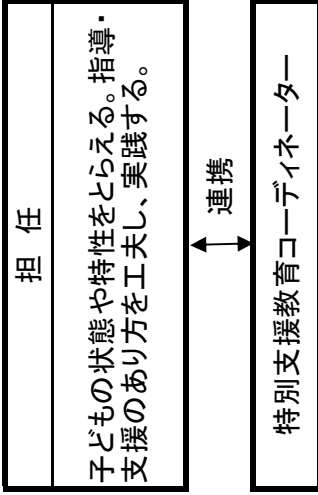 担 任
子どもの状態や特性をとらえる。指導・
支援のあり方を工夫し、実践する。
連携
特別支援教育コーディネーター